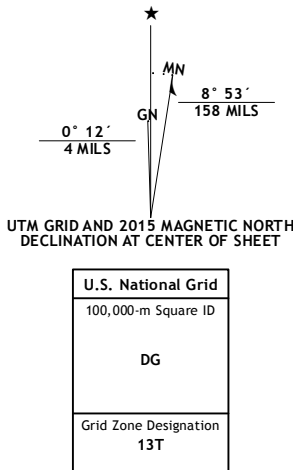 ★
MN
GN
8° 53´
158 MILS
0° 12´
4 MILS
UTM GRID AND 2015 MAGNETIC NORTH
DECLINATION AT CENTER OF SHEET
U.S. National Grid
100,000-m Square ID
DG
Grid Zone Designation
13T